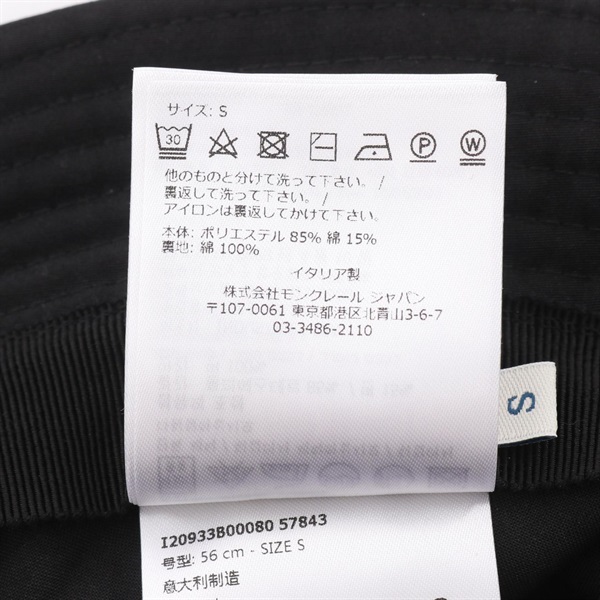 サイズ: S
30
P
W
他のものと分けて洗って下さい。/
裏返して洗って下さい。/
アイロンは裏返してかけて下さい。
本体: ポリエステル 85% 綿 15%
裏地: 綿 100%
イタリア製
株式会社モンクレール ジャパン
〒107-0061 東京都港区北青山3-6-7
03-3486-2110
S
I20933B00080 57843
号型: 56 cm - SIZE S
意大利制造